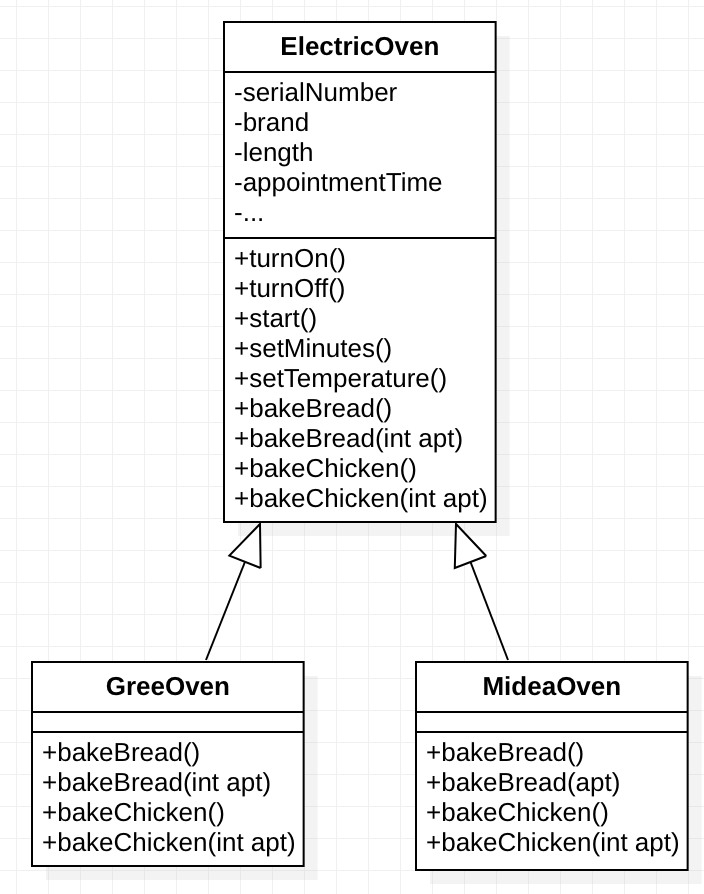 ElectricOven
-serialNumber
-brand
-length
-appointmentTime
-...
+turnOn()
+turnOff()
+start()
+setMinutes()
+setTemperature()
+bakeBread()
+bakeBread(int apt)
+bakeChicken()
+bakeChicken(int apt)
GreeOven
+bakeBread()
+bakeBread(int apt)
+bakeChicken()
+bakeChicken(int apt)
MideaOven
+bakeBread()
+bakeBread(apt)
+bakeChicken()
+bakeChicken(int apt)